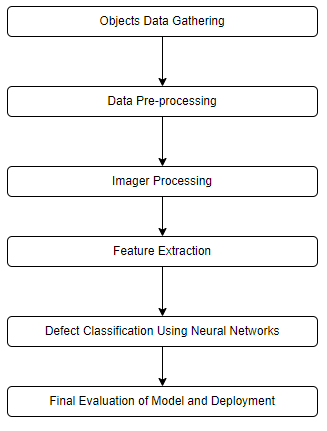 Objects Data Gathering
Data Pre-processing
Imager Processing
Feature Extraction
Defect Classification Using Neural Networks
Final Evaluation of Model and Deployment